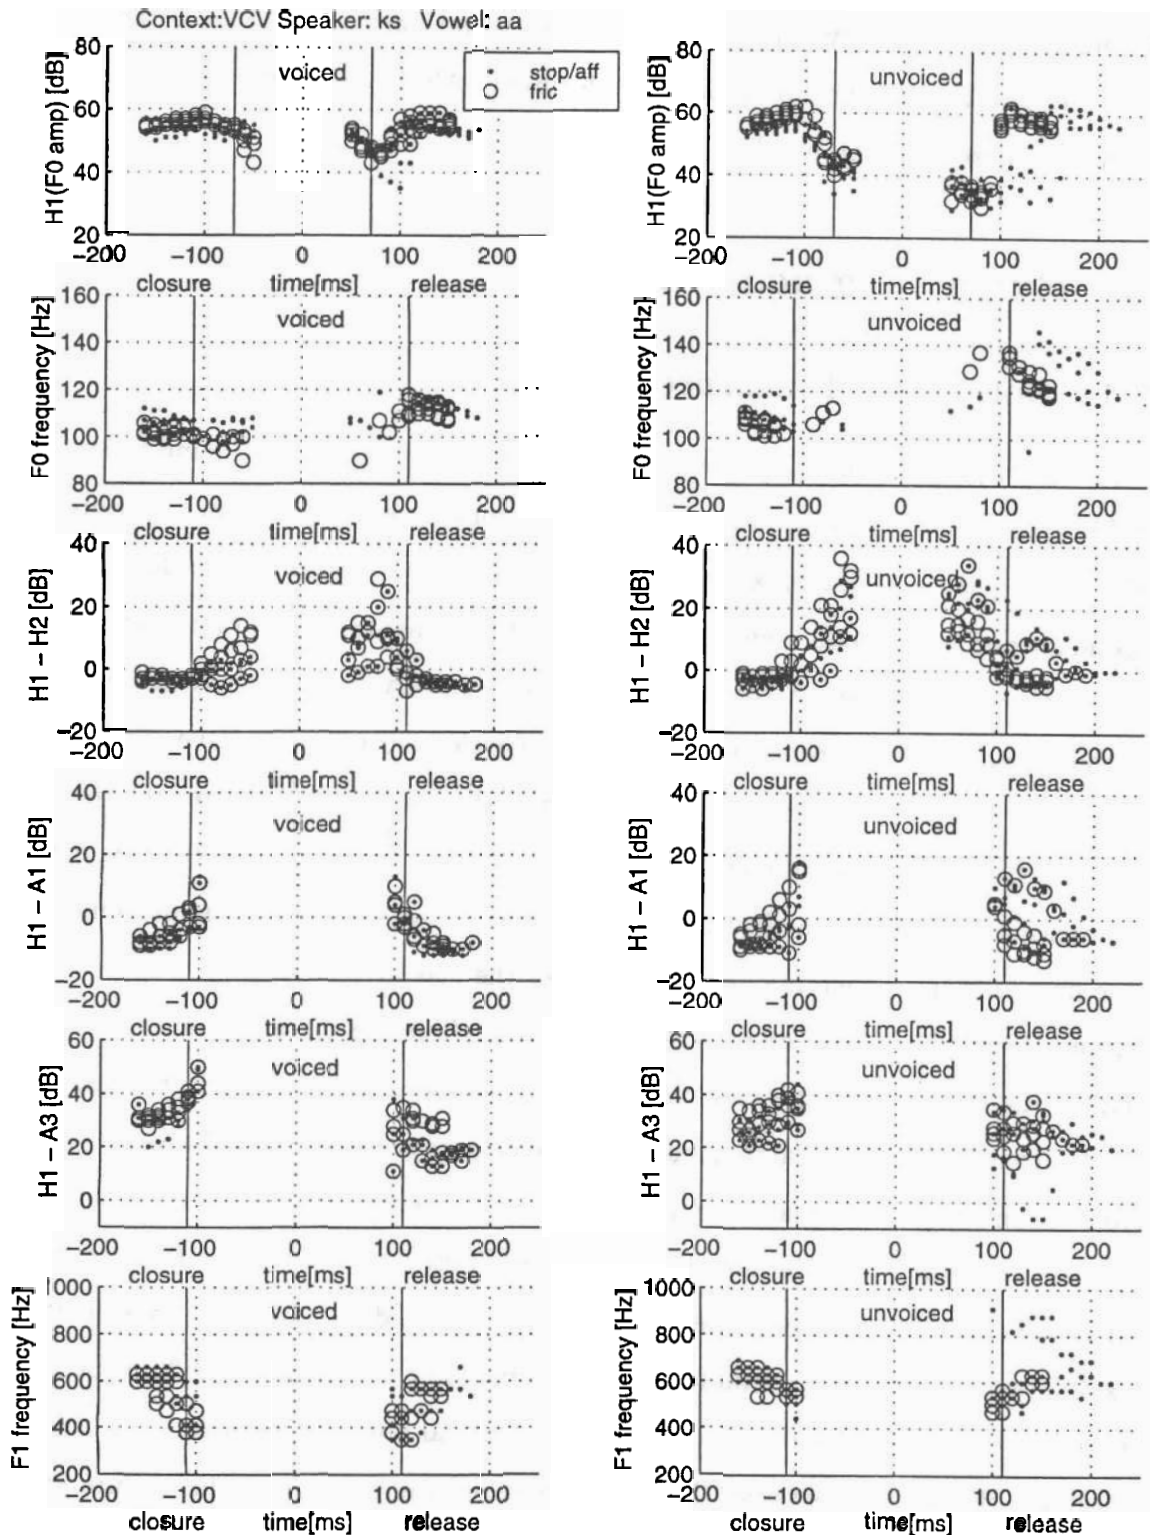 Context:VCV Speaker: ks Vowel: aa
H1(F0 amp) [dB]
80
60
40
20
voiced
stop/aff
fric
−200 −100 0 100 200
closure time[ms] release
H1(F0 amp) [dB]
80
60
40
20
unvoiced
−200 −100 0 100 200
closure time[ms] release
F0 frequency [Hz]
160
140
120
100
80
voiced
−200 −100 0 100 200
closure time[ms] release
F0 frequency [Hz]
160
140
120
100
80
unvoiced
−200 −100 0 100 200
closure time[ms] release
H1 − H2 [dB]
40
20
0
−20
voiced
−200 −100 0 100 200
closure time[ms] release
H1 − H2 [dB]
40
20
0
−20
unvoiced
−200 −100 0 100 200
closure time[ms] release
H1 − A1 [dB]
40
20
0
−20
voiced
−200 −100 0 100 200
closure time[ms] release
H1 − A1 [dB]
40
20
0
−20
unvoiced
−200 −100 0 100 200
closure time[ms] release
H1 − A3 [dB]
60
40
20
0
voiced
−200 −100 0 100 200
closure time[ms] release
H1 − A3 [dB]
60
40
20
0
unvoiced
−200 −100 0 100 200
closure time[ms] release
F1 frequency [Hz]
1000
800
600
400
200
voiced
−200 −100 0 100 200
closure time[ms] release
F1 frequency [Hz]
1000
800
600
400
200
unvoiced
−200 −100 0 100 200
closure time[ms] release